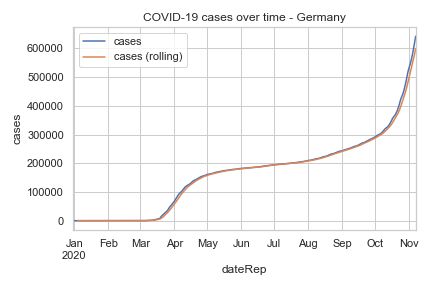 COVID-19 cases over time - Germany
cases
cases (rolling)
600000
500000
400000
300000
200000
100000
0
cases
Jan Feb Mar Apr May Jun Jul Aug Sep Oct Nov
2020
dateRep